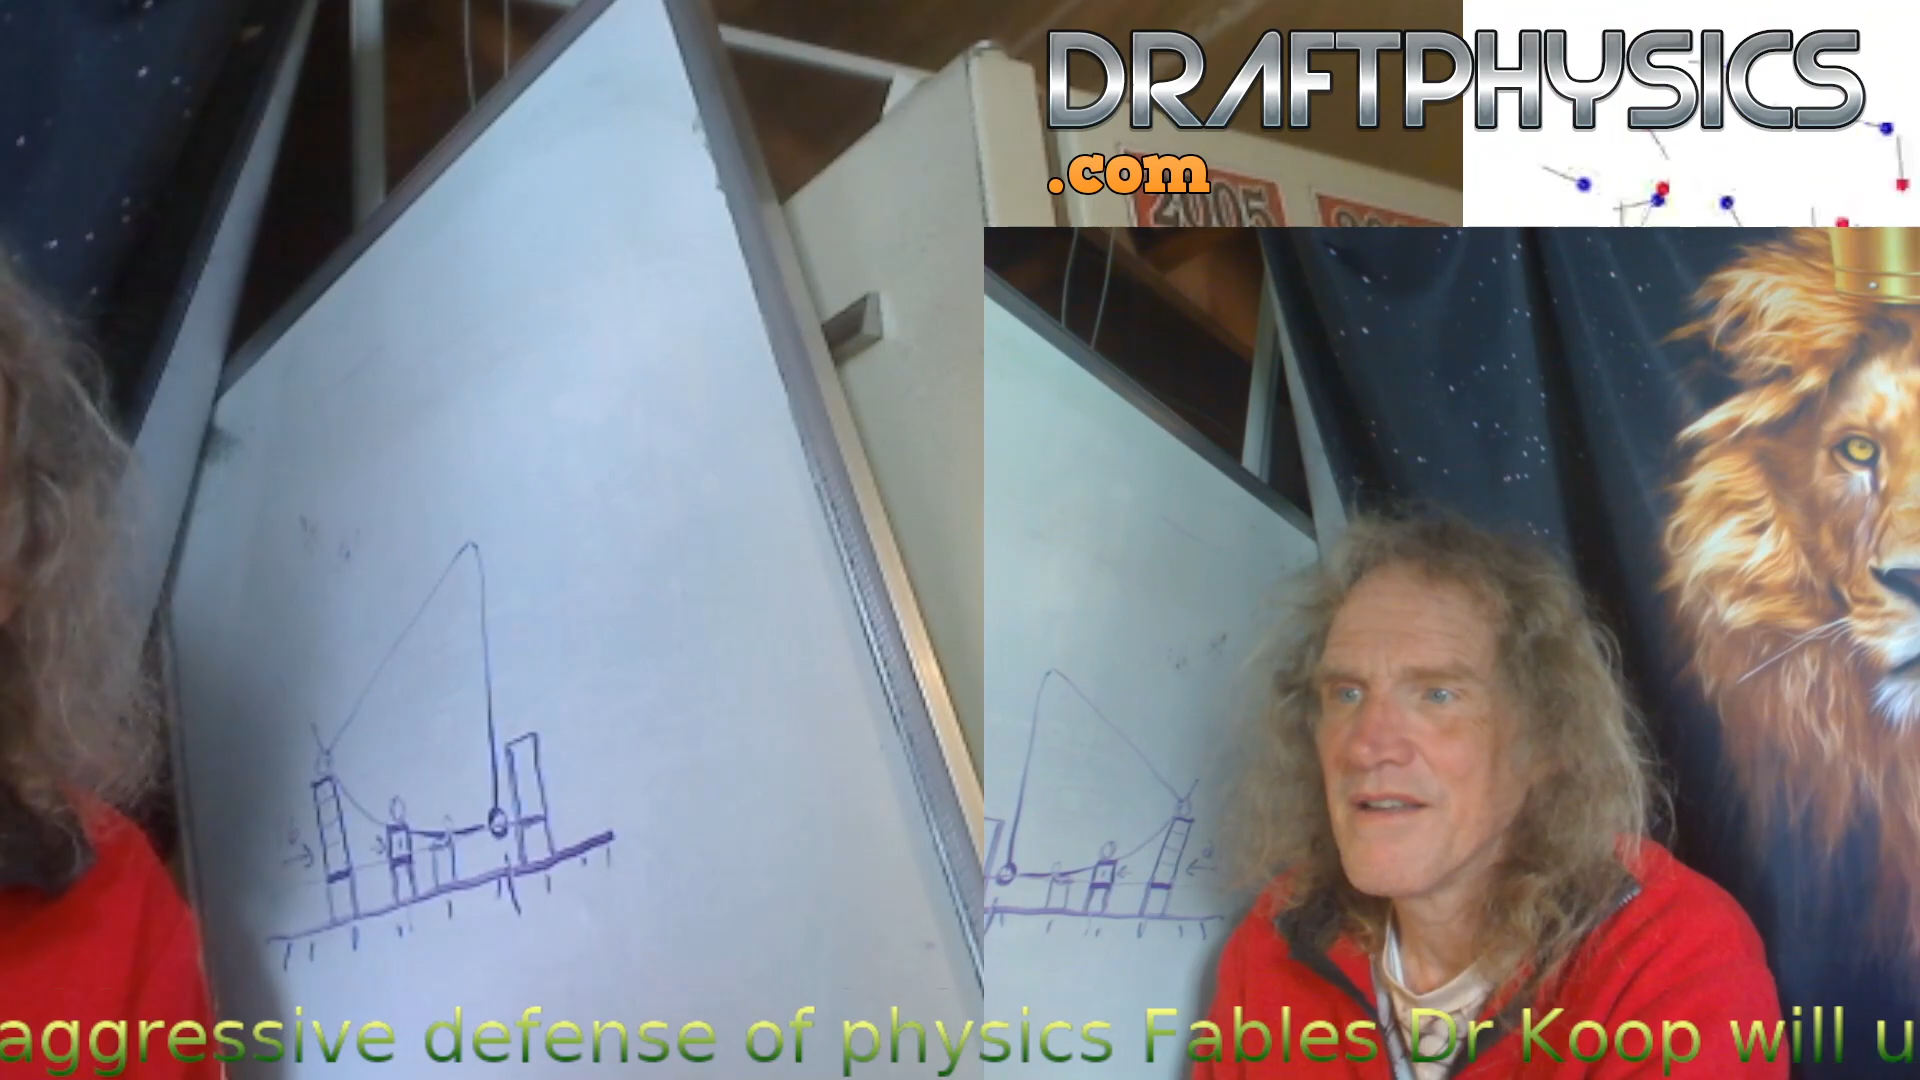 DRAFTPHYSICS
.com
2005
aggressive defense of physics Fables Dr Koop will u